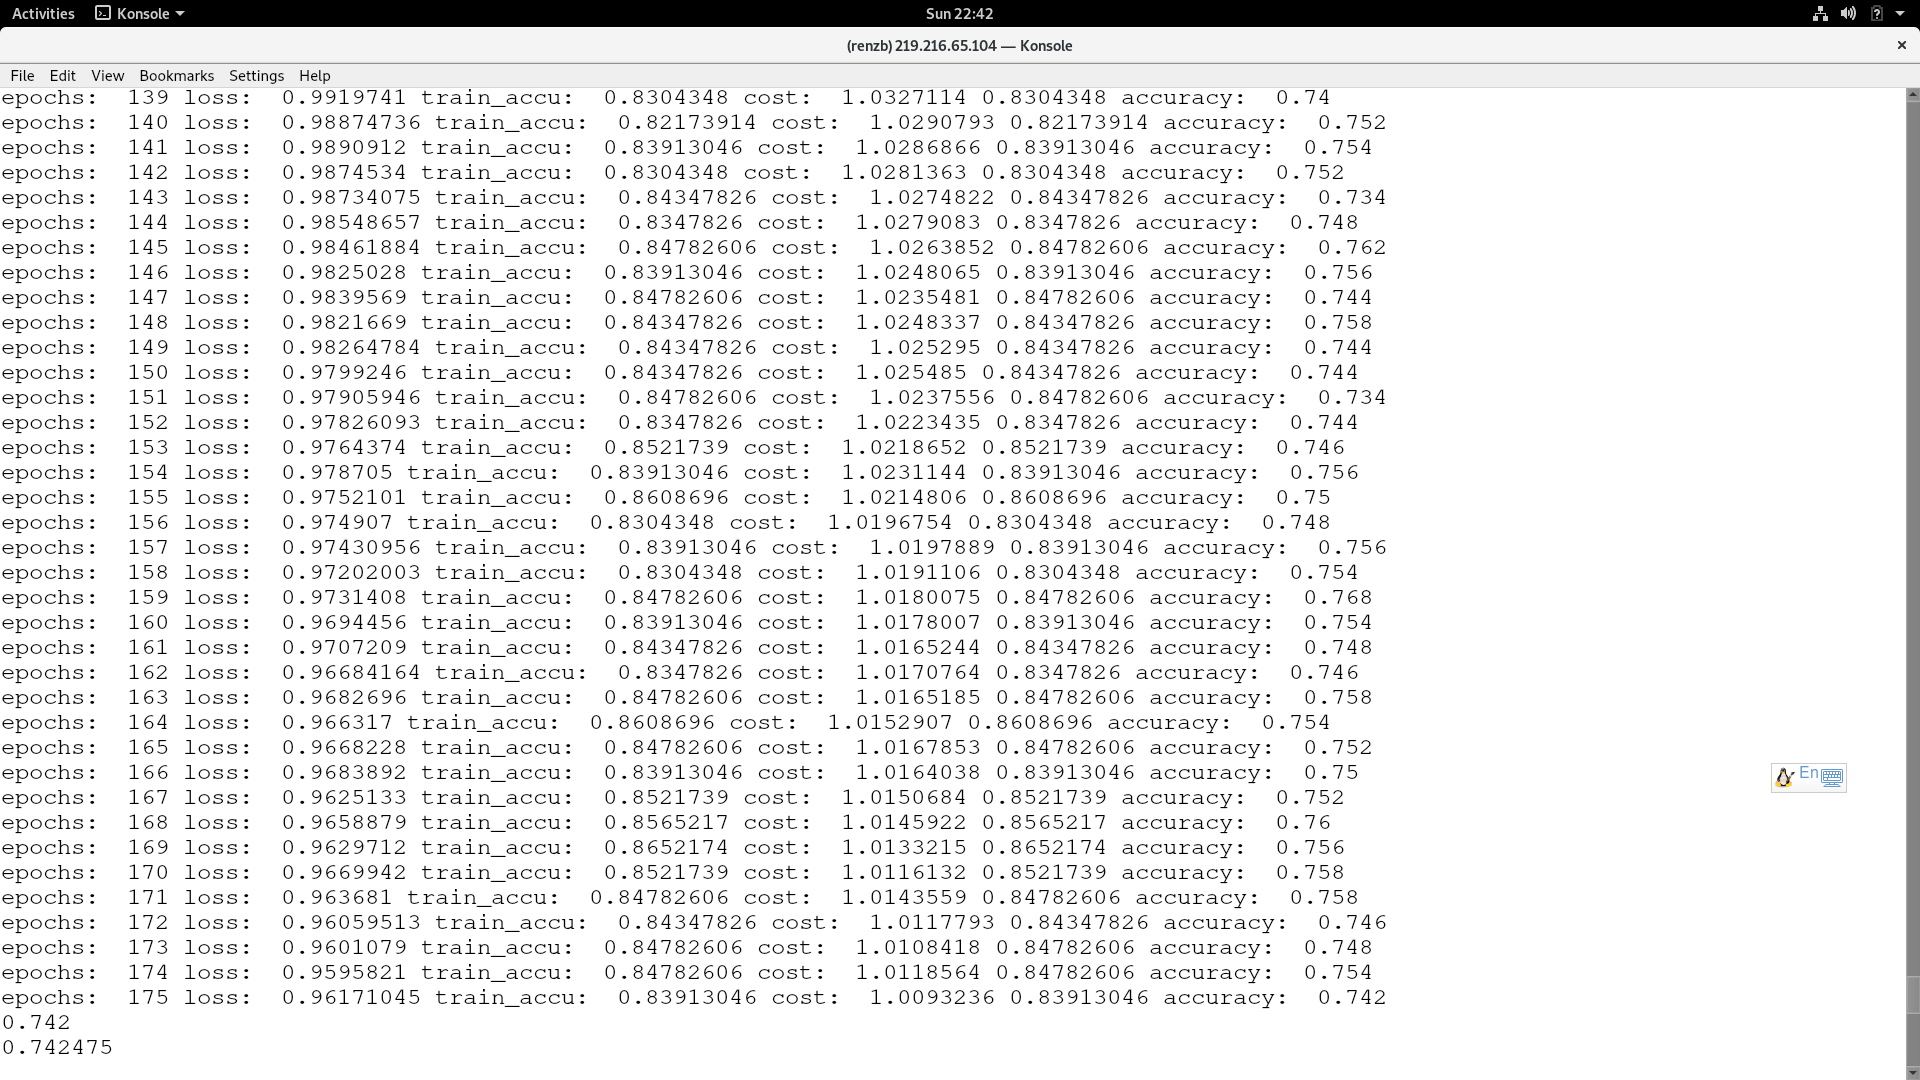 Activities Konsole Sun 22:42
(renzb) 219.216.65.104 — Konsole
File Edit View Bookmarks Settings Help
epochs:  139 loss:  0.9919741 train_accu:  0.8304348 cost:  1.0327114 0.8304348 accuracy:  0.74
epochs:  140 loss:  0.98874736 train_accu:  0.82173914 cost:  1.0290793 0.82173914 accuracy:  0.752
epochs:  141 loss:  0.9890912 train_accu:  0.83913046 cost:  1.0286866 0.83913046 accuracy:  0.754
epochs:  142 loss:  0.9874534 train_accu:  0.8304348 cost:  1.0281363 0.8304348 accuracy:  0.752
epochs:  143 loss:  0.98734075 train_accu:  0.84347826 cost:  1.0274822 0.84347826 accuracy:  0.734
epochs:  144 loss:  0.98548657 train_accu:  0.8347826 cost:  1.0279083 0.8347826 accuracy:  0.748
epochs:  145 loss:  0.98461884 train_accu:  0.84782606 cost:  1.0263852 0.84782606 accuracy:  0.762
epochs:  146 loss:  0.9825028 train_accu:  0.83913046 cost:  1.0248065 0.83913046 accuracy:  0.756
epochs:  147 loss:  0.9839569 train_accu:  0.84782606 cost:  1.0235481 0.84782606 accuracy:  0.744
epochs:  148 loss:  0.9821669 train_accu:  0.84347826 cost:  1.0248337 0.84347826 accuracy:  0.758
epochs:  149 loss:  0.98264784 train_accu:  0.84347826 cost:  1.025295 0.84347826 accuracy:  0.744
epochs:  150 loss:  0.9799246 train_accu:  0.84347826 cost:  1.025485 0.84347826 accuracy:  0.744
epochs:  151 loss:  0.97905946 train_accu:  0.84782606 cost:  1.0237556 0.84782606 accuracy:  0.734
epochs:  152 loss:  0.97826093 train_accu:  0.8347826 cost:  1.0223435 0.8347826 accuracy:  0.744
epochs:  153 loss:  0.9764374 train_accu:  0.8521739 cost:  1.0218652 0.8521739 accuracy:  0.746
epochs:  154 loss:  0.978705 train_accu:  0.83913046 cost:  1.0231144 0.83913046 accuracy:  0.756
epochs:  155 loss:  0.9752101 train_accu:  0.8608696 cost:  1.0214806 0.8608696 accuracy:  0.75
epochs:  156 loss:  0.974907 train_accu:  0.8304348 cost:  1.0196754 0.8304348 accuracy:  0.748
epochs:  157 loss:  0.97430956 train_accu:  0.83913046 cost:  1.0197889 0.83913046 accuracy:  0.756
epochs:  158 loss:  0.97202003 train_accu:  0.8304348 cost:  1.0191106 0.8304348 accuracy:  0.754
epochs:  159 loss:  0.9731408 train_accu:  0.84782606 cost:  1.0180075 0.84782606 accuracy:  0.768
epochs:  160 loss:  0.9694456 train_accu:  0.83913046 cost:  1.0178007 0.83913046 accuracy:  0.754
epochs:  161 loss:  0.9707209 train_accu:  0.84347826 cost:  1.0165244 0.84347826 accuracy:  0.748
epochs:  162 loss:  0.96684164 train_accu:  0.8347826 cost:  1.0170764 0.8347826 accuracy:  0.746
epochs:  163 loss:  0.9682696 train_accu:  0.84782606 cost:  1.0165185 0.84782606 accuracy:  0.758
epochs:  164 loss:  0.966317 train_accu:  0.8608696 cost:  1.0152907 0.8608696 accuracy:  0.754
epochs:  165 loss:  0.9668228 train_accu:  0.84782606 cost:  1.0167853 0.84782606 accuracy:  0.752
epochs:  166 loss:  0.9683892 train_accu:  0.83913046 cost:  1.0164038 0.83913046 accuracy:  0.75
epochs:  167 loss:  0.9625133 train_accu:  0.8521739 cost:  1.0150684 0.8521739 accuracy:  0.752
epochs:  168 loss:  0.9658879 train_accu:  0.8565217 cost:  1.0145922 0.8565217 accuracy:  0.76
epochs:  169 loss:  0.9629712 train_accu:  0.8652174 cost:  1.0133215 0.8652174 accuracy:  0.756
epochs:  170 loss:  0.9669942 train_accu:  0.8521739 cost:  1.0116132 0.8521739 accuracy:  0.758
epochs:  171 loss:  0.963681 train_accu:  0.84782606 cost:  1.0143559 0.84782606 accuracy:  0.758
epochs:  172 loss:  0.96059513 train_accu:  0.84347826 cost:  1.0117793 0.84347826 accuracy:  0.746
epochs:  173 loss:  0.9601079 train_accu:  0.84782606 cost:  1.0108418 0.84782606 accuracy:  0.748
epochs:  174 loss:  0.9595821 train_accu:  0.84782606 cost:  1.0118564 0.84782606 accuracy:  0.754
epochs:  175 loss:  0.96171045 train_accu:  0.83913046 cost:  1.0093236 0.83913046 accuracy:  0.742
0.742
0.742475
En